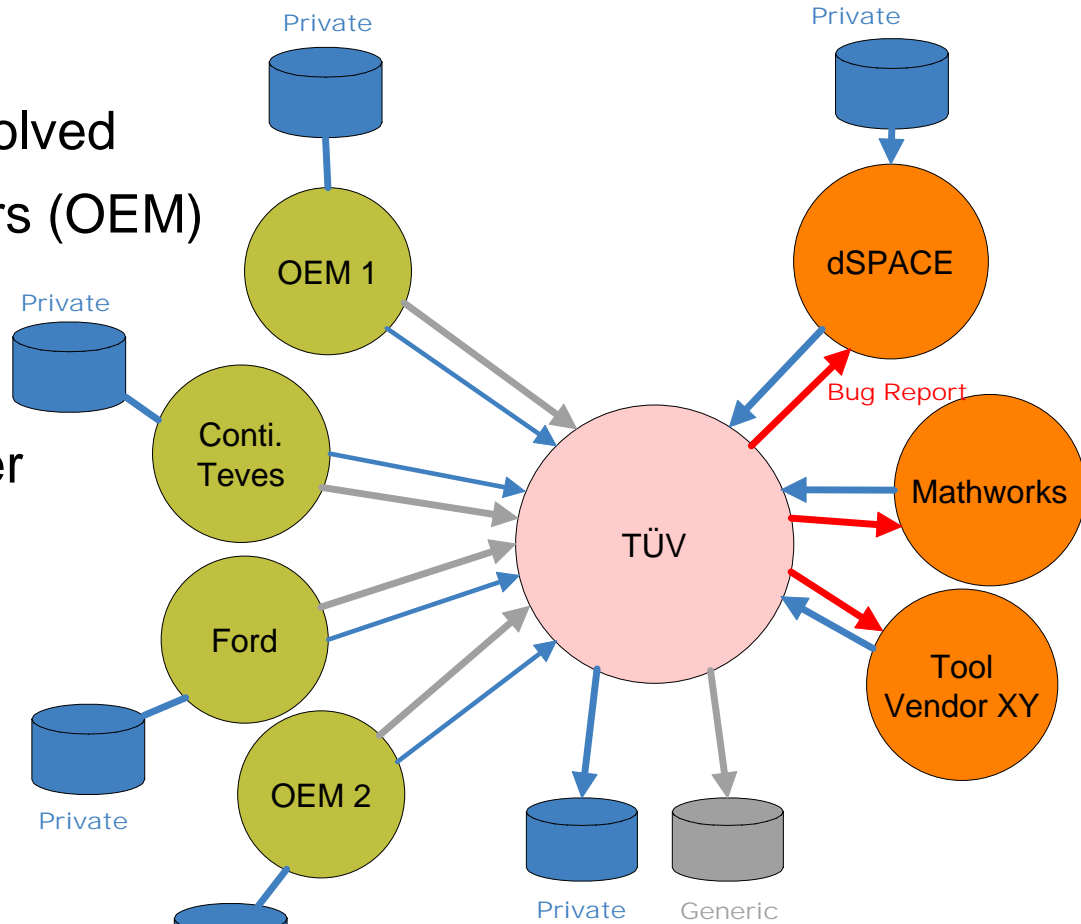 Private
Private
olved
rs (OEM)
OEM 1
dSPACE
Private
Bug Report
Conti.
Teves
er
Mathworks
TÜV
Ford
Tool
Vendor XY
OEM 2
Private
Private
Generic